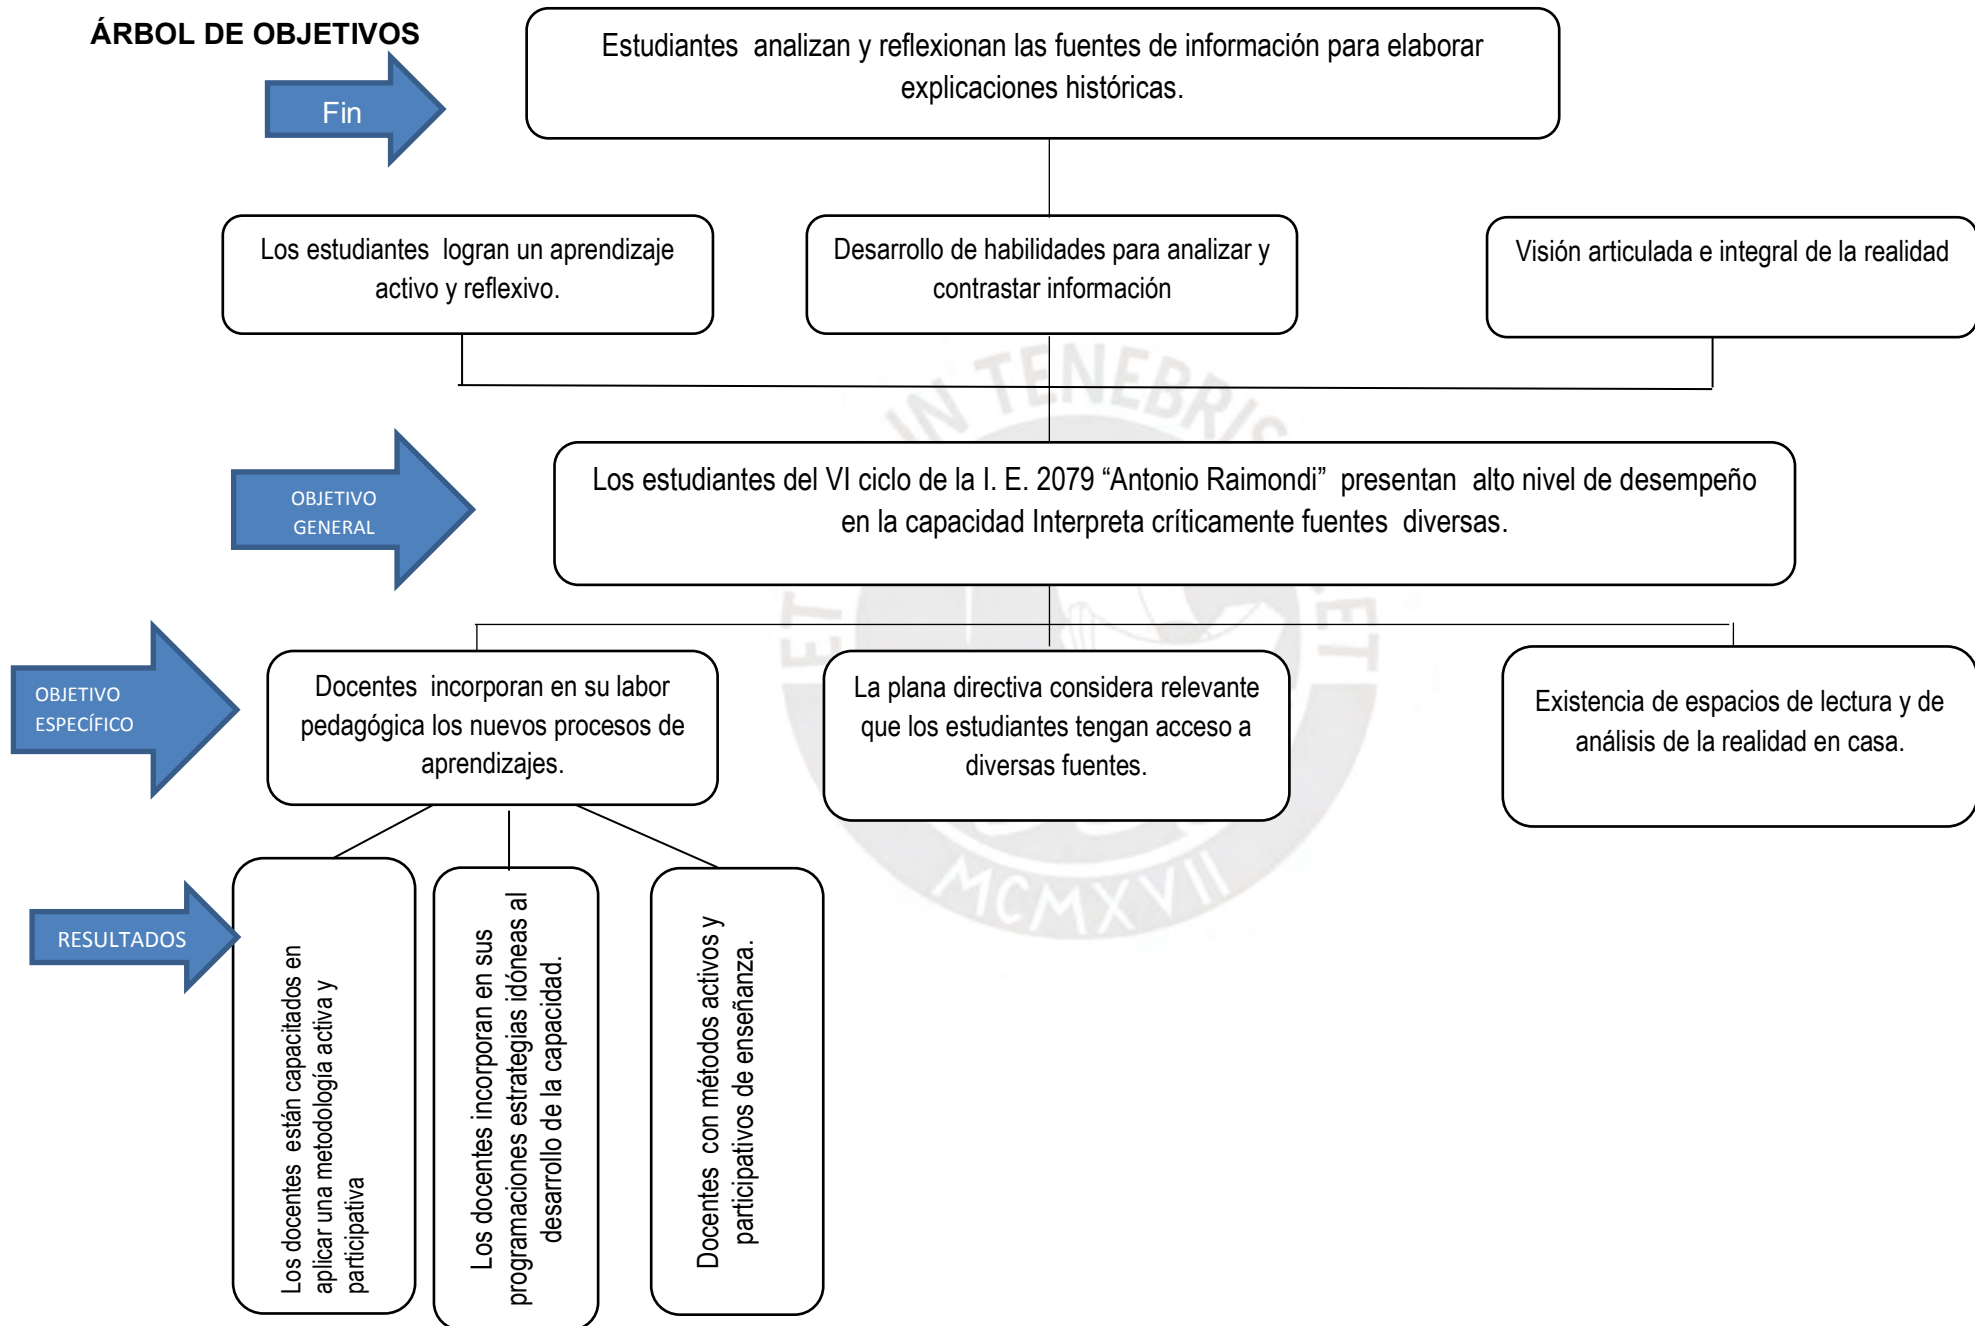 ÁRBOL DE OBJETIVOS
Fin
Estudiantes analizan y reflexionan las fuentes de información para elaborar
explicaciones históricas.
Los estudiantes logran un aprendizaje
activo y reflexivo.
Desarrollo de habilidades para analizar y
contrastar información
Visión articulada e integral de la realidad
OBJETIVO
GENERAL
Los estudiantes del VI ciclo de la I. E. 2079 “Antonio Raimondi” presentan alto nivel de desempeño
en la capacidad Interpreta críticamente fuentes diversas.
OBJETIVO
ESPECÍFICO
Docentes incorporan en su labor
pedagógica los nuevos procesos de
aprendizajes.
La plana directiva considera relevante
que los estudiantes tengan acceso a
diversas fuentes.
Existencia de espacios de lectura y de
análisis de la realidad en casa.
RESULTADOS
Los docentes están capacitados en
aplicar una metodología activa y
participativa
Los docentes incorporan en sus
programaciones estrategias idóneas al
desarrollo de la capacidad.
Docentes con métodos activos y
participativos de enseñanza.
ET
IN TENEBRIS
ET
MCMXVII